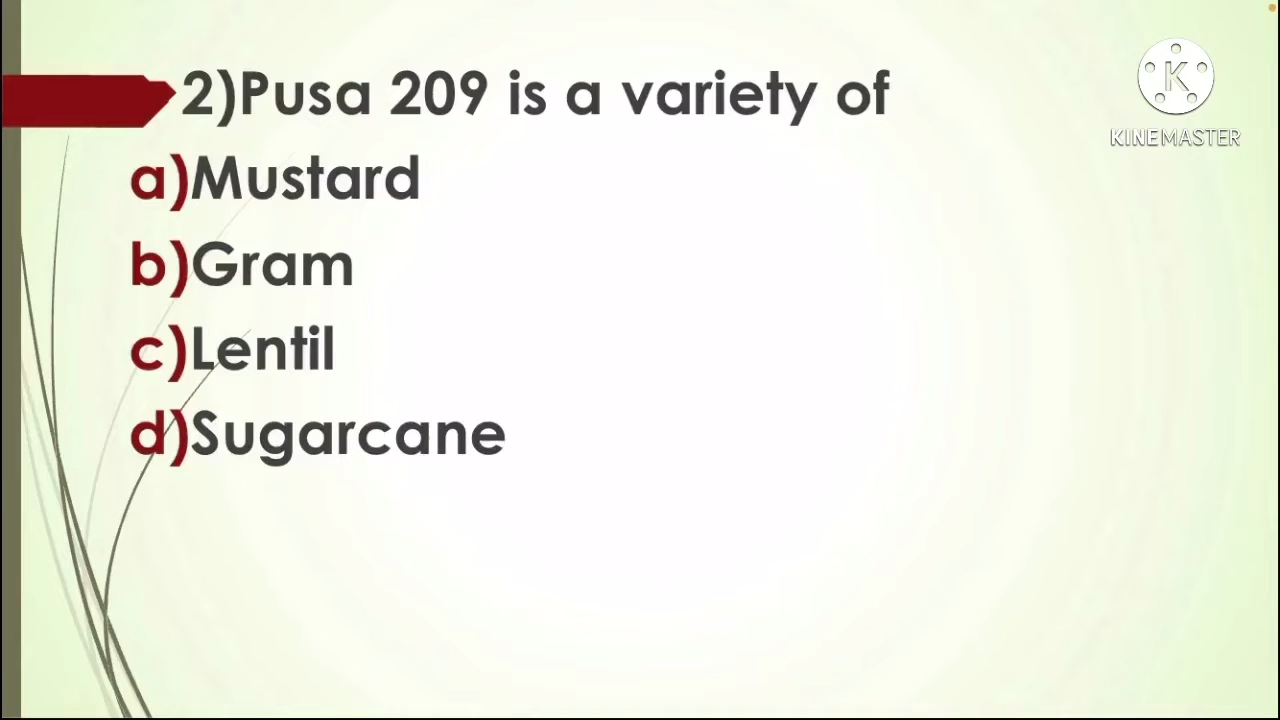 2)Pusa 209 is a variety of
a)Mustard
b)Gram
c)Lentil
d)Sugarcane
K
KINEMASTER